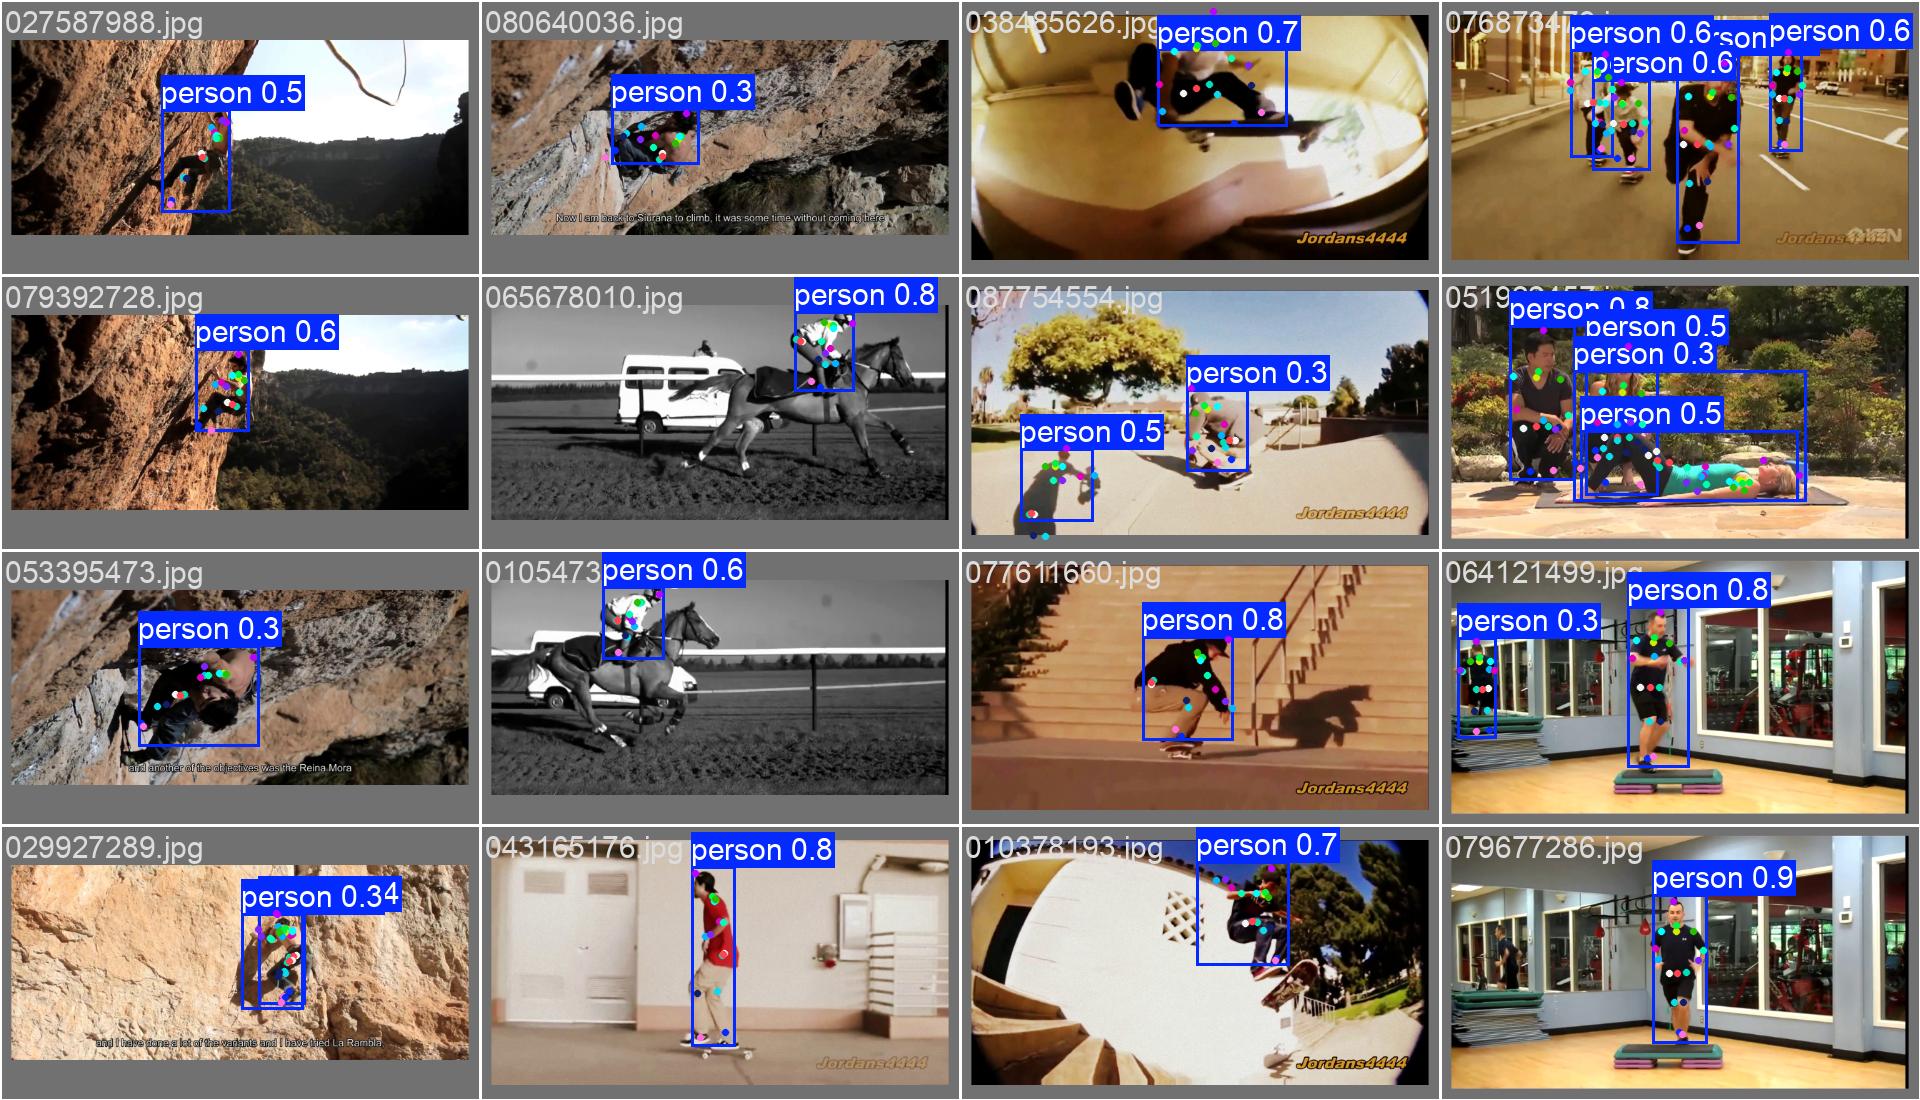 027587988.jpg
person 0.5
080640036.jpg
person 0.3
Now I am back to Siurana to climb, it was some time without coming here
038485626.jpg
person 0.7
Jordans4444
person 0.6
person 0.6
person 0.6
Jordans4444
IGN
079392728.jpg
person 0.6
065678010.jpg
person 0.8
087754554.jpg
person 0.3
person 0.5
Jordans4444
person 0.8
person 0.5
person 0.3
person 0.5
053395473.jpg
person 0.3
and another of the objectives was the Reina Mora
0105473
person 0.6
077611660.jpg
person 0.8
Jordans4444
064121499.jpg
person 0.8
person 0.3
029927289.jpg
person 0.34
and I have done a lot of the variants and I have tried La Rambla,
043165176.jpg
person 0.8
Jordans4444
010378193.jpg
person 0.7
Jordans4444
079677286.jpg
person 0.9